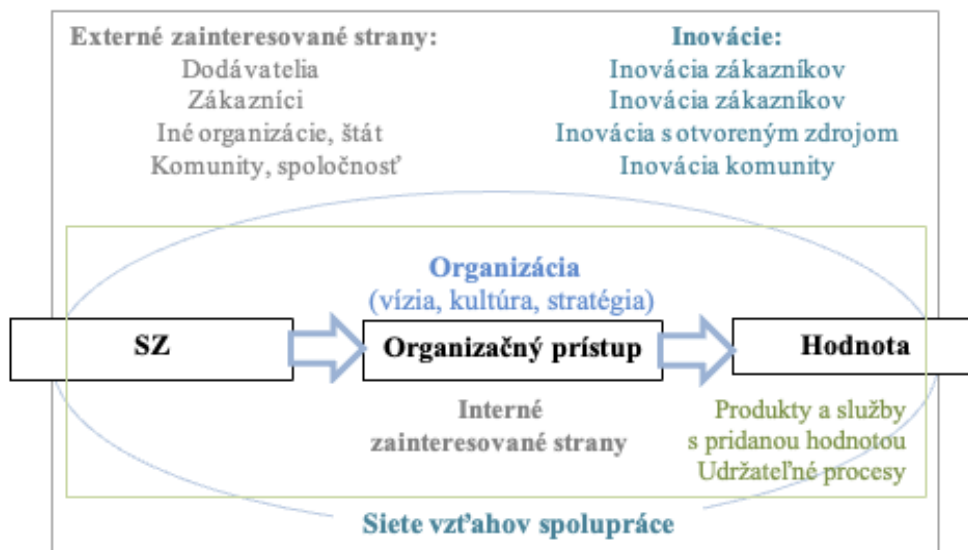 Externé zainteresované strany:
Dodávatelia
Zákazníci
Iné organizácie, štát
Komunity, spoločnosť
Inovácie:
Inovácia zákazníkov
Inovácia zákazníkov
Inovácia s otvoreným zdrojom
Inovácia komunity
Organizácia
(vízia, kultúra, stratégia)
SZ
Organizačný prístup
Hodnota
Interné
zainteresované strany
Produkty a služby
s pridanou hodnotou
Udržateľné procesy
Siete vzťahov spolupráce